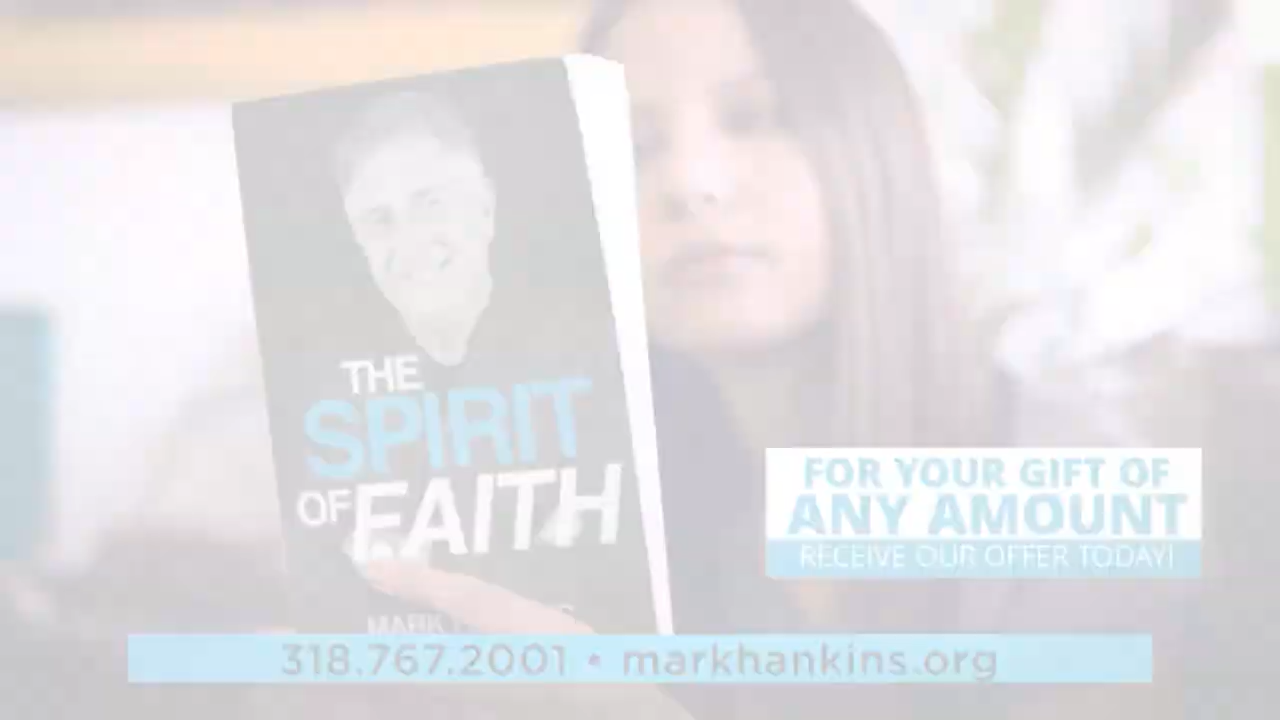 THE
SPIRIT
OF FAITH
MARK
FOR YOUR GIFT OF
ANY AMOUNT
RECEIVE OUR OFFER TODAY!
318.767.2001 • markhankins.org